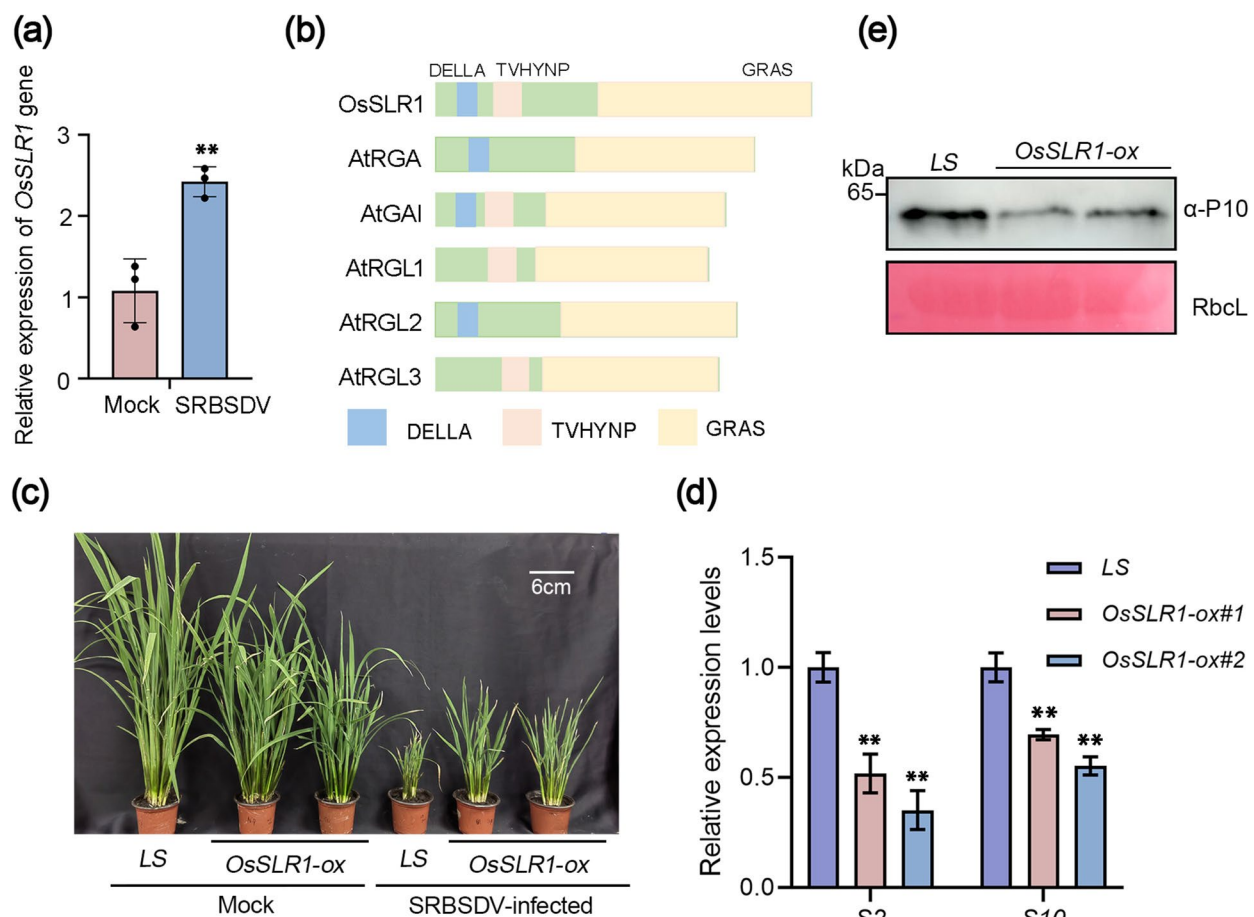 (a)
Relative expression of OsSLR1 gene
3
2
1
0
**
Mock SRBSDV
(b)
DELLA TVHYNP GRAS
OsSLR1
AtRGA
AtGAI
AtRGL1
AtRGL2
AtRGL3
DELLA TVHYNP GRAS
(e)
LS OsSLR1-ox
kDa
65
α-P10
RbcL
(c)
6cm
LS OsSLR1-ox LS OsSLR1-ox
Mock SRBSDV-infected
(d)
Relative expression levels
1.5
1.0
0.5
0.0
LS
OsSLR1-ox#1
OsSLR1-ox#2
** ** ** **